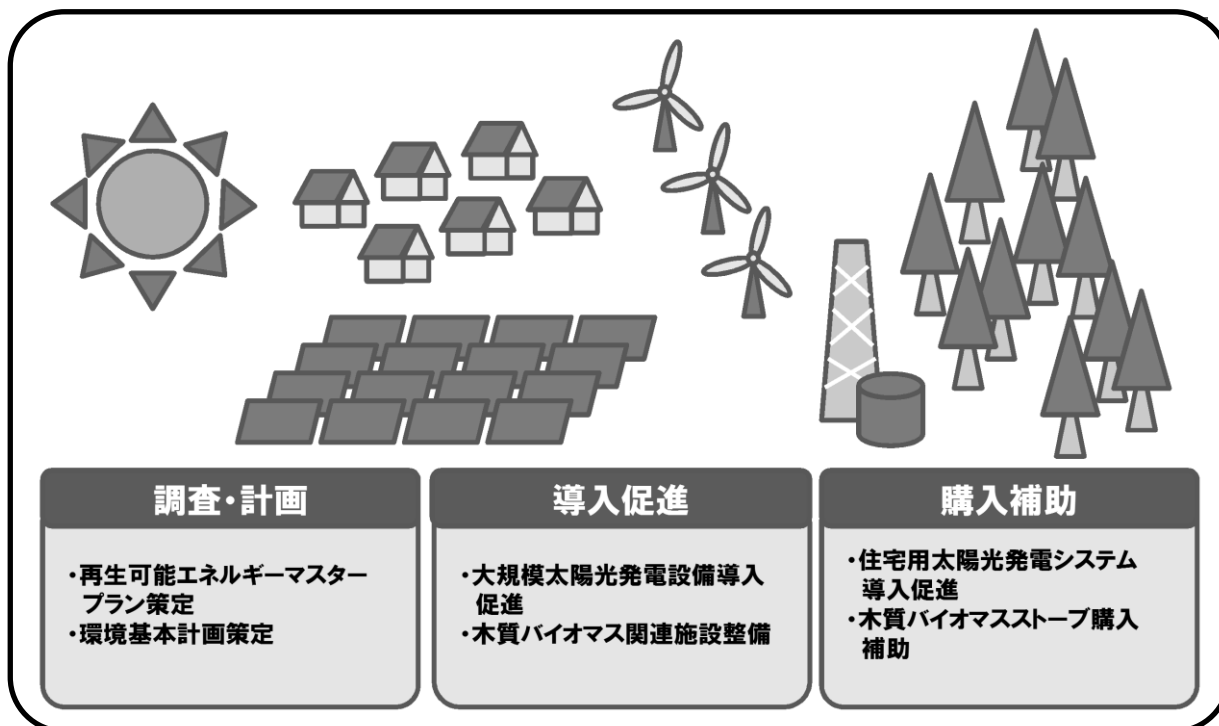 調査・計画
・再生可能エネルギーマスター
プラン策定
・環境基本計画策定
導入促進
・大規模太陽光発電設備導入
促進
・木質バイオマス関連施設整備
購入補助
・住宅用太陽光発電システム
導入促進
・木質バイオマスストーブ購入
補助